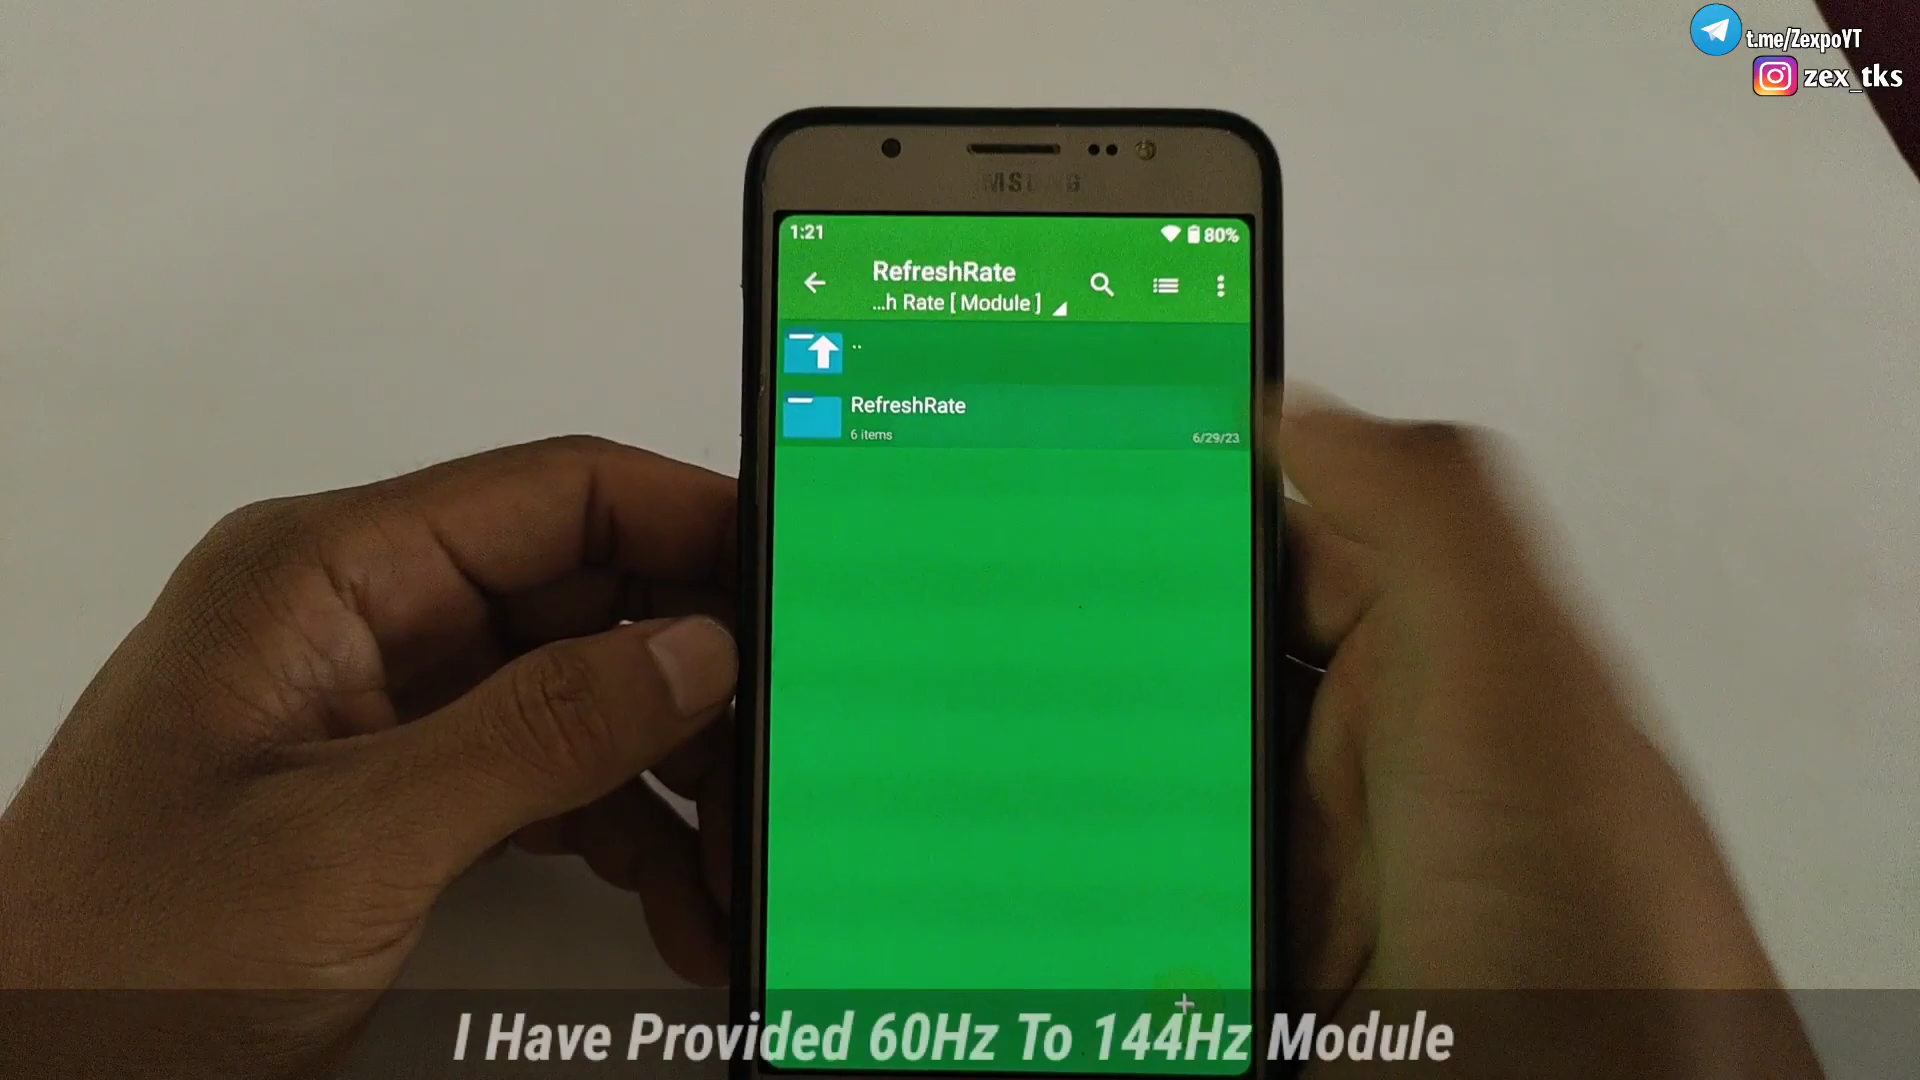 t.me/ZexpoYT
zex_tks
1:21
80%
RefreshRate
...h Rate [ Module ]
..
RefreshRate
6 items
6/29/23
I Have Provided 60Hz To 144Hz Module